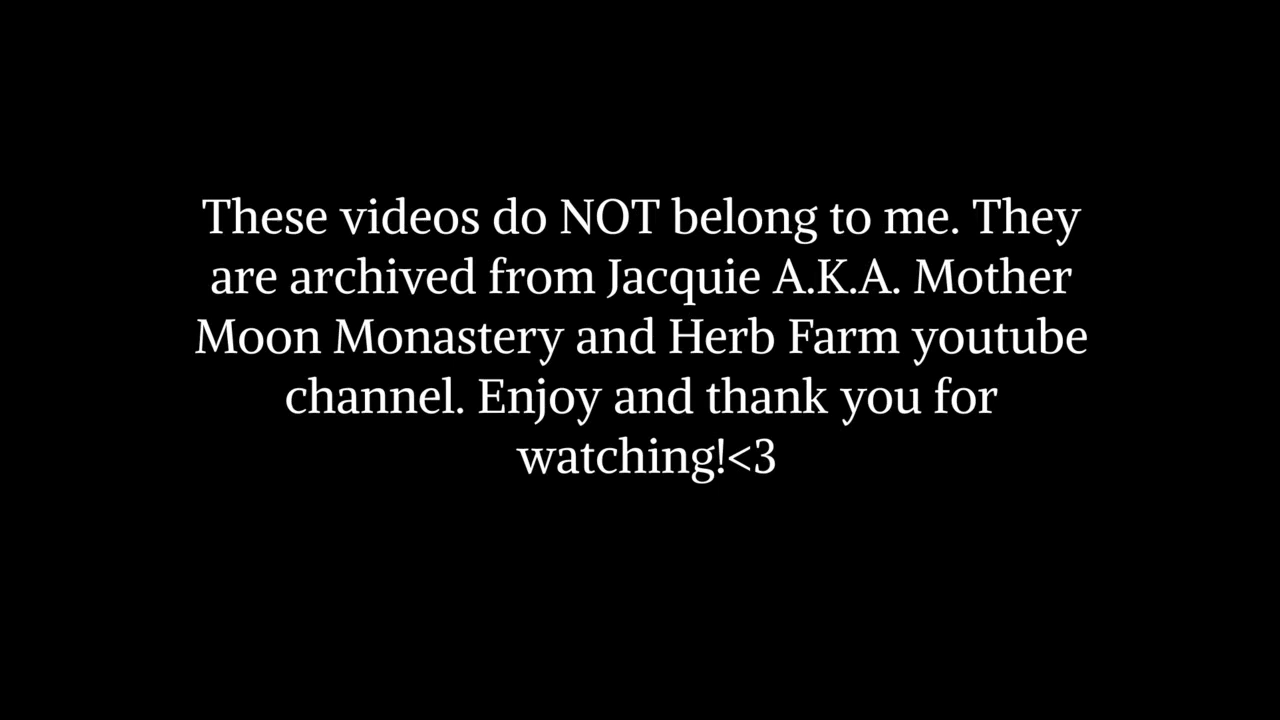 These videos do NOT belong to me. They
are archived from Jacquie A.K.A. Mother
Moon Monastery and Herb Farm youtube
channel. Enjoy and thank you for
watching!<3